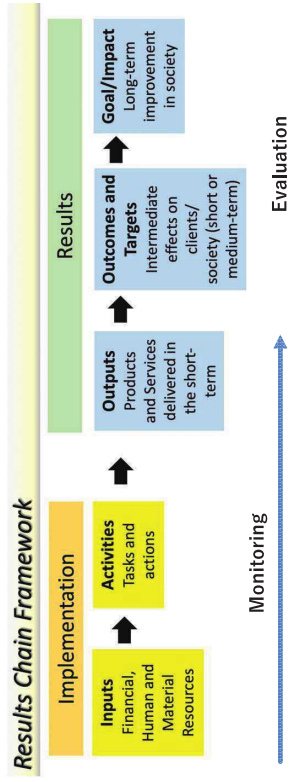 Results Chain Framework
Implementation
Results
Inputs
Financial,
Human and
Material
Resources
Activities
Tasks and
actions
Outputs
Products
and Services
delivered in
the short-
term
Outcomes and
Targets
Intermediate
effects on
clients/
society (short or
medium-term)
Goal/Impact
Long-term
improvement
in society
Monitoring
Evaluation